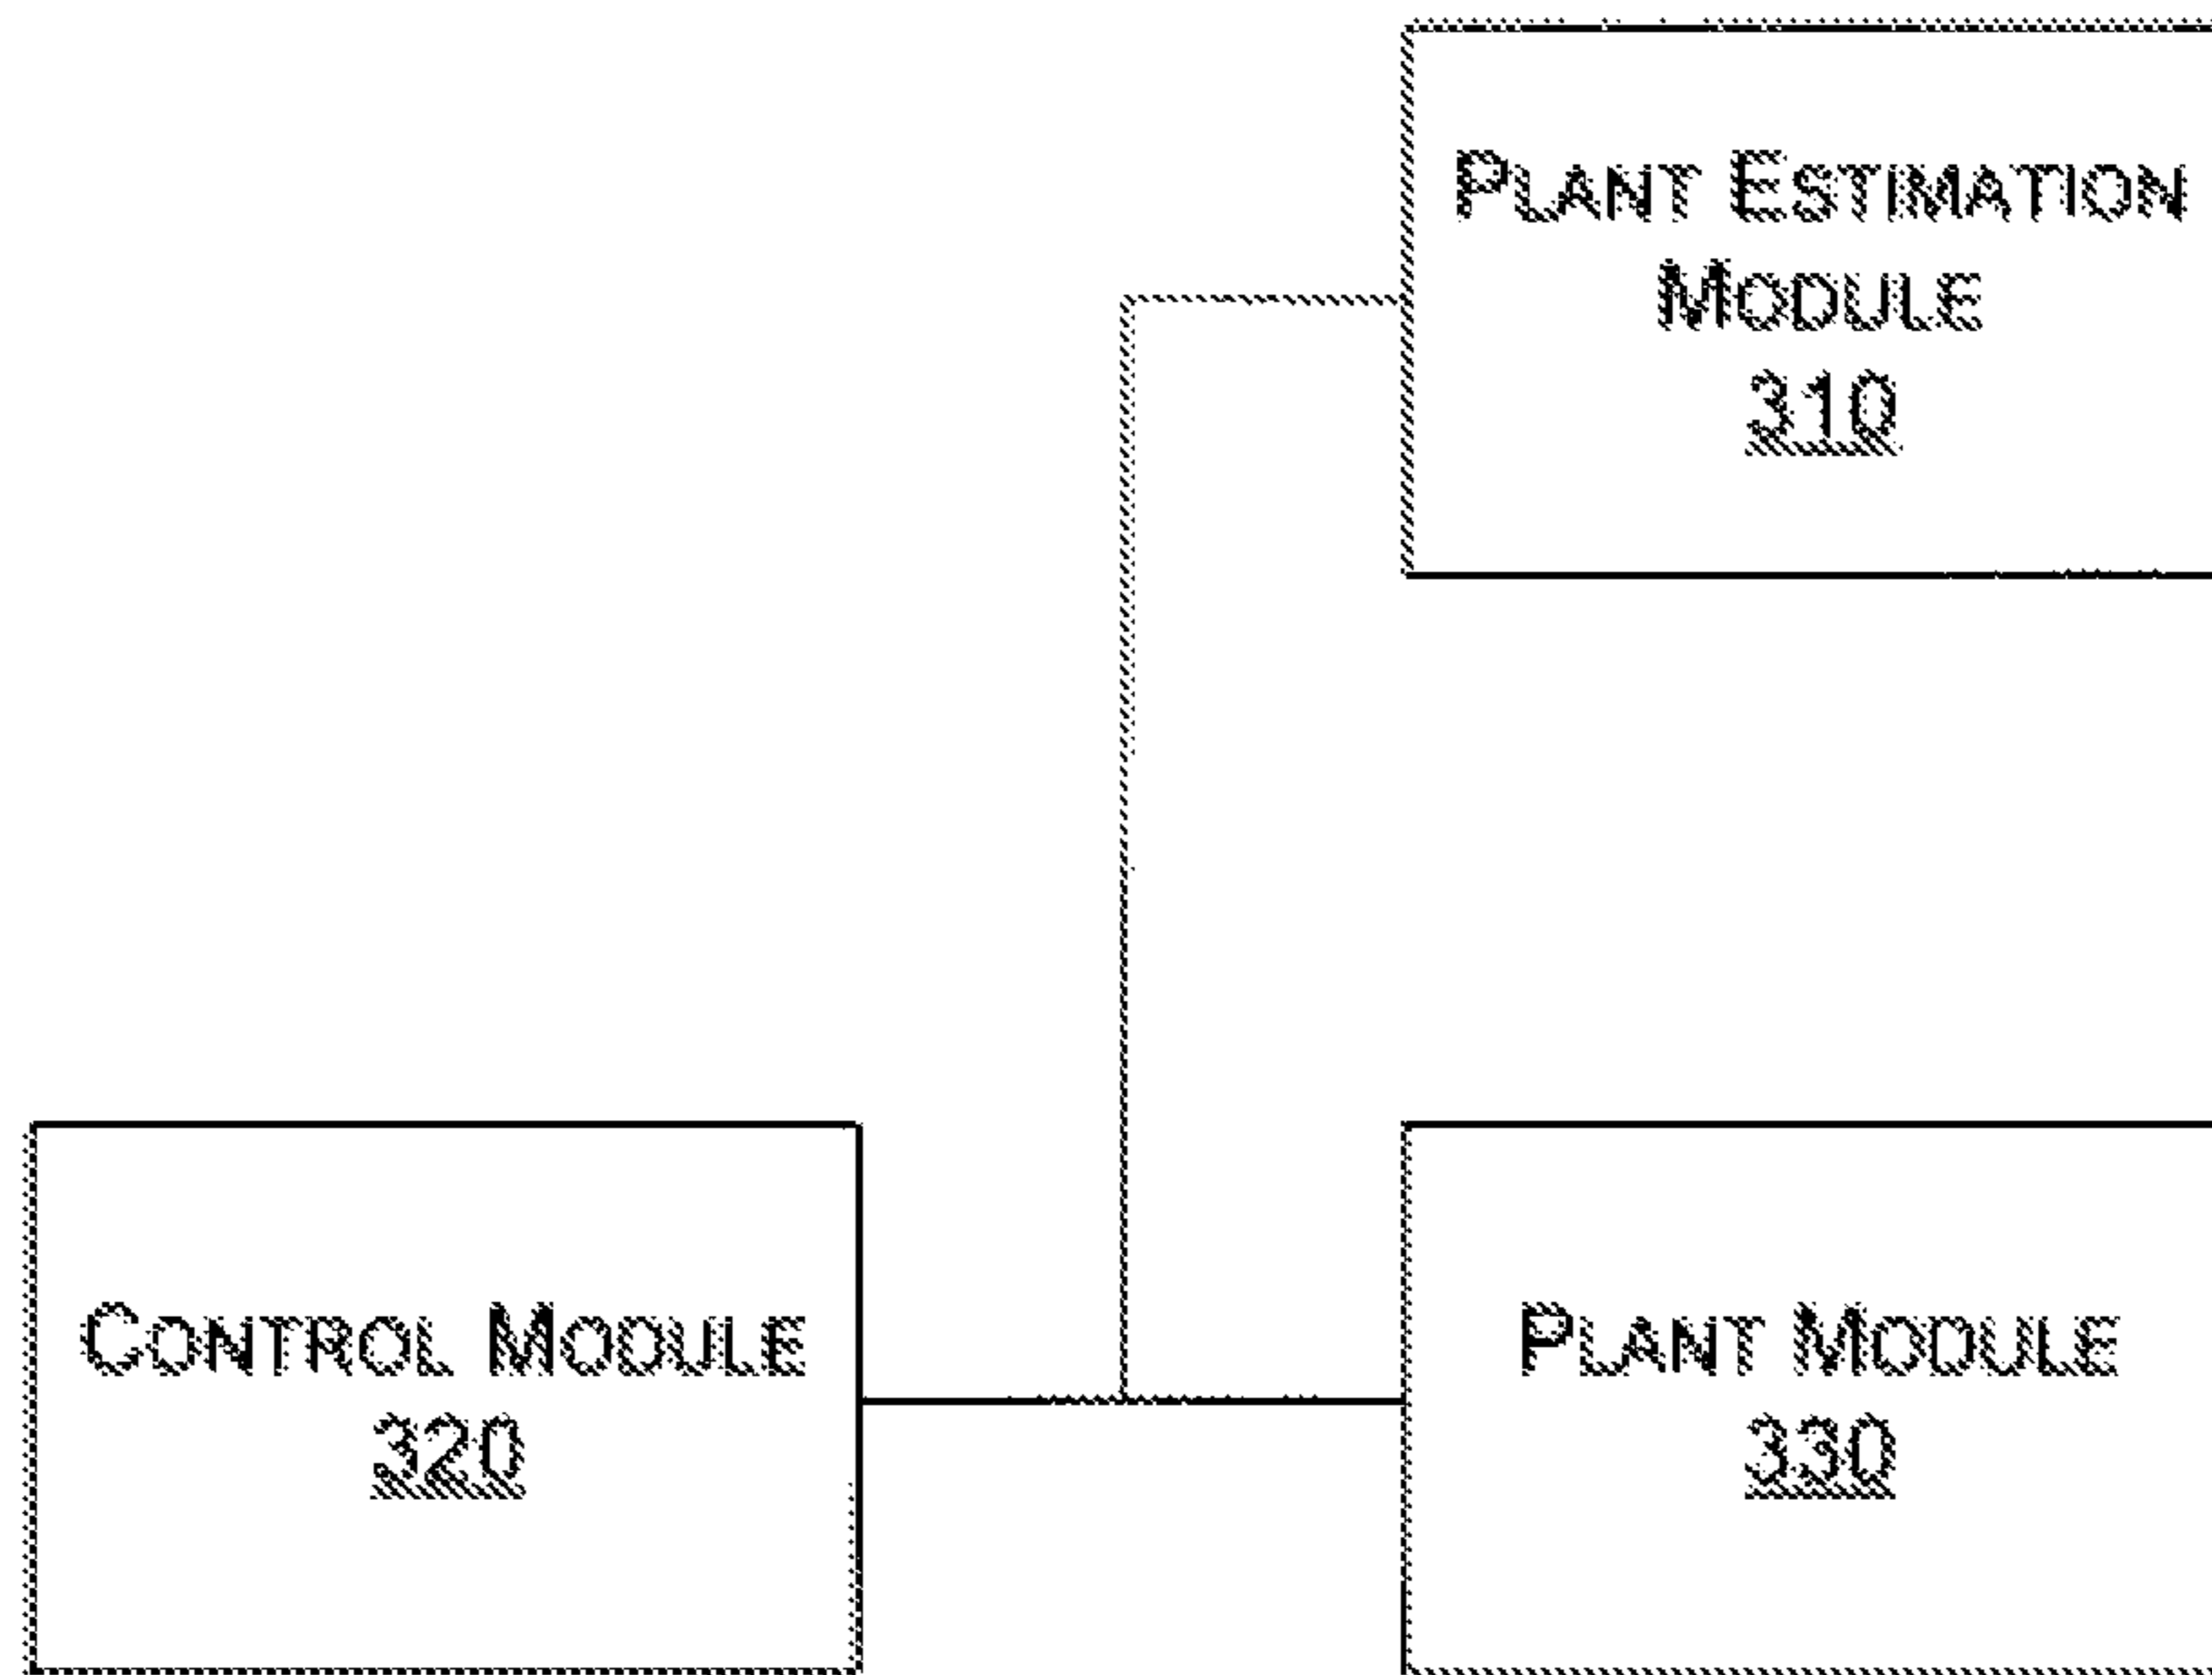 PLANT ESTIMATION
MODULE
310
CONTROL MODULE
320
PLANT MODULE
330